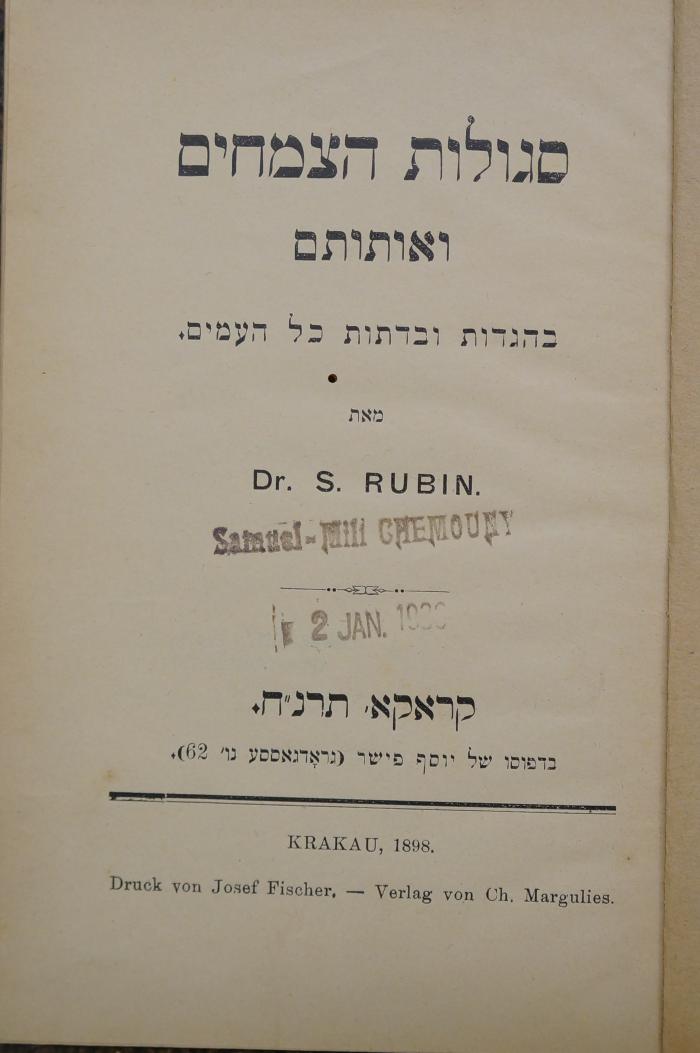 סגולות הצמחים
ואותותם
בהגדות ובדתות כל העמים.
מאת
Dr. S. RUBIN.
Samuel-Mill CHEMOUNY
2 JAN.
קראקא, תרנ״ח.
בדפוסו של יוסף פישר (גראָדגאססע נו׳ 62).
KRAKAU, 1898.
Druck von Josef Fischer. — Verlag von Ch. Margulies.